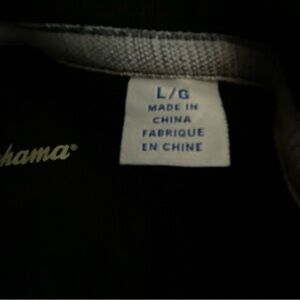 L/G
MADE IN
CHINA
FABRIQUE
EN CHINE
hama®